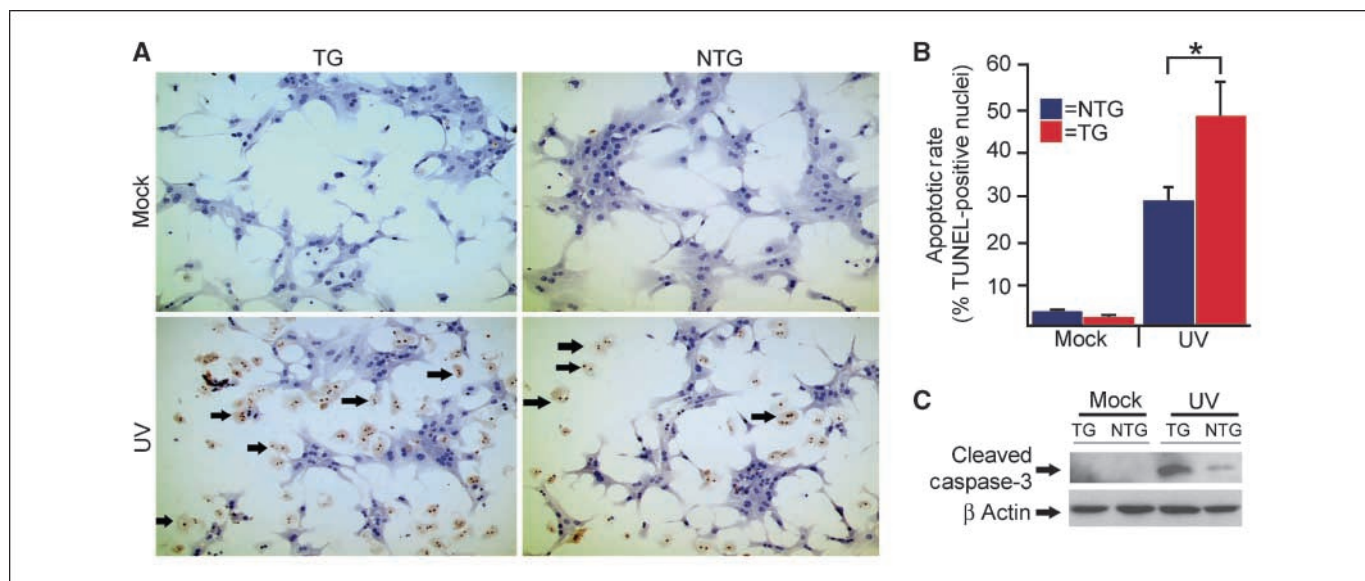 A
TG
NTG
Mock
UV
B
Apoptotic rate
(% TUNEL-positive nuclei)
60
50
40
30
20
10
=NTG
=TG
*
Mock
UV
C
Mock
UV
TG
NTG
TG
NTG
Cleaved
caspase-3
β Actin